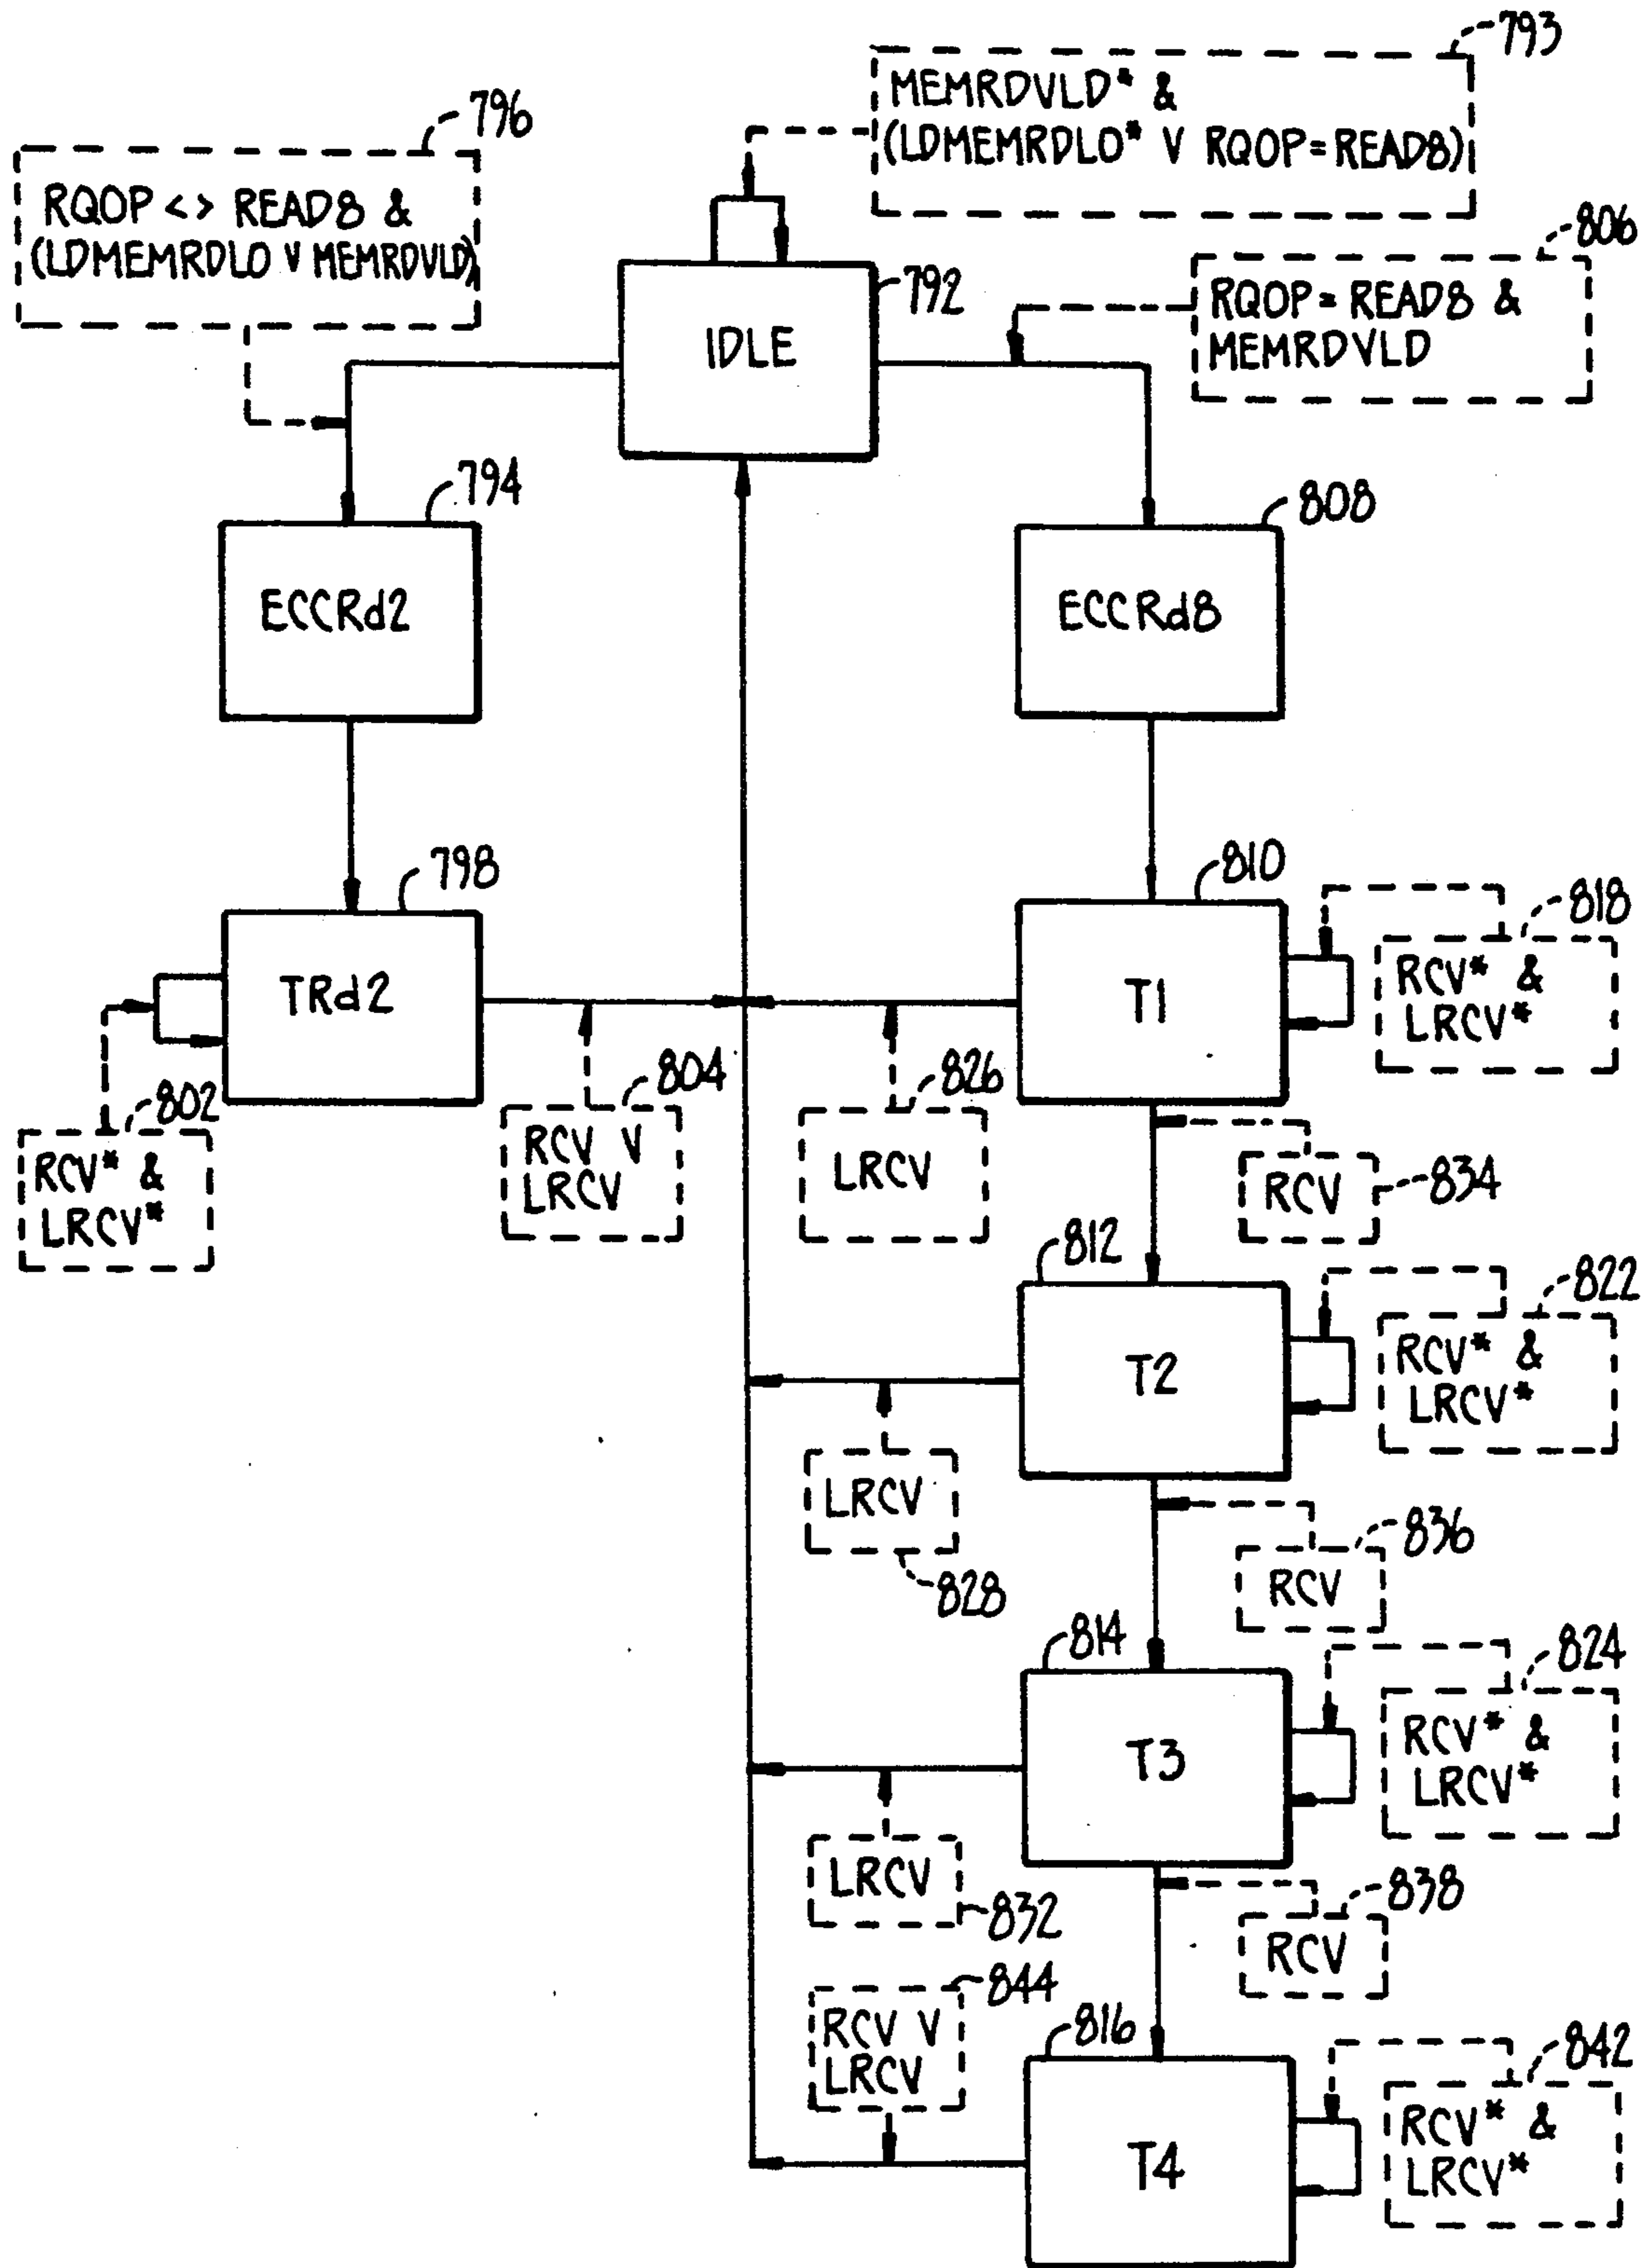 793
MEMRDVLD* &
(LDMEMRDLO* V RQOP=READ8)
796
RQOP <> READ8 &
(LDMEMRDLO V MEMRDVLD)
806
RQOP= READ8 &
MEMRDVLD
792
IDLE
794
ECCRd2
808
ECCRd8
798
TRd2
810
T1
818
RCV* &
LRCV*
802
RCV* &
LRCV*
804
RCV V
LRCV
826
LRCV
RCV
834
812
T2
822
RCV* &
LRCV*
LRCV
828
836
RCV
814
T3
824
RCV* &
LRCV*
LRCV
832
838
RCV
844
RCV V
LRCV
816
T4
842
RCV* &
LRCV*